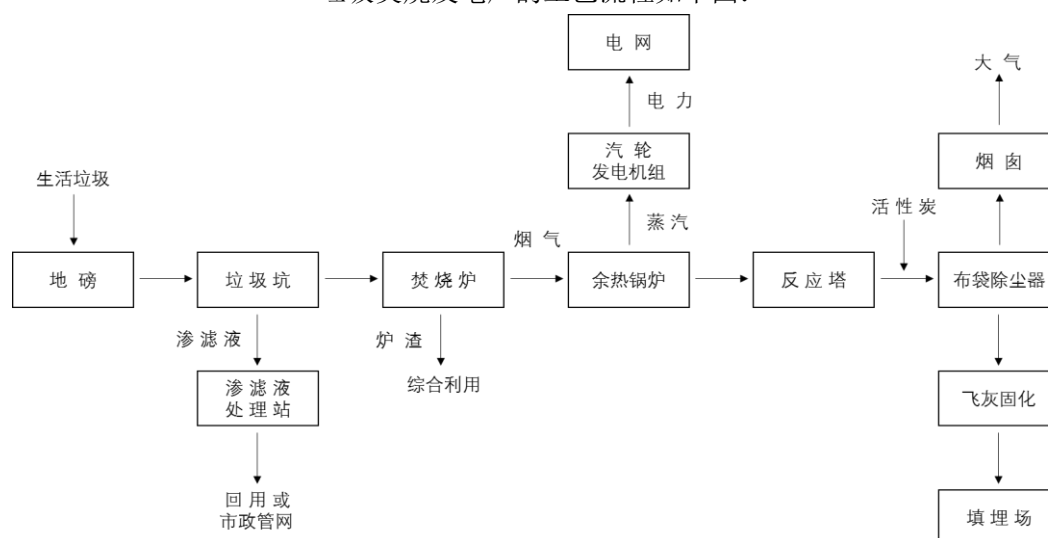 垃圾焚烧发电厂的工艺流程如下图:
电 网
大 气
电 力
汽 轮
发电机组
烟 囱
生活垃圾
活 性 炭
蒸 汽
烟 气
地 磅
垃 圾 坑
焚 烧 炉
余热锅炉
反 应 塔
布袋除尘器
渗 滤 液
炉 渣
渗 滤 液
处 理 站
综合利用
飞灰固化
回 用 或
市政管网
填 埋 场